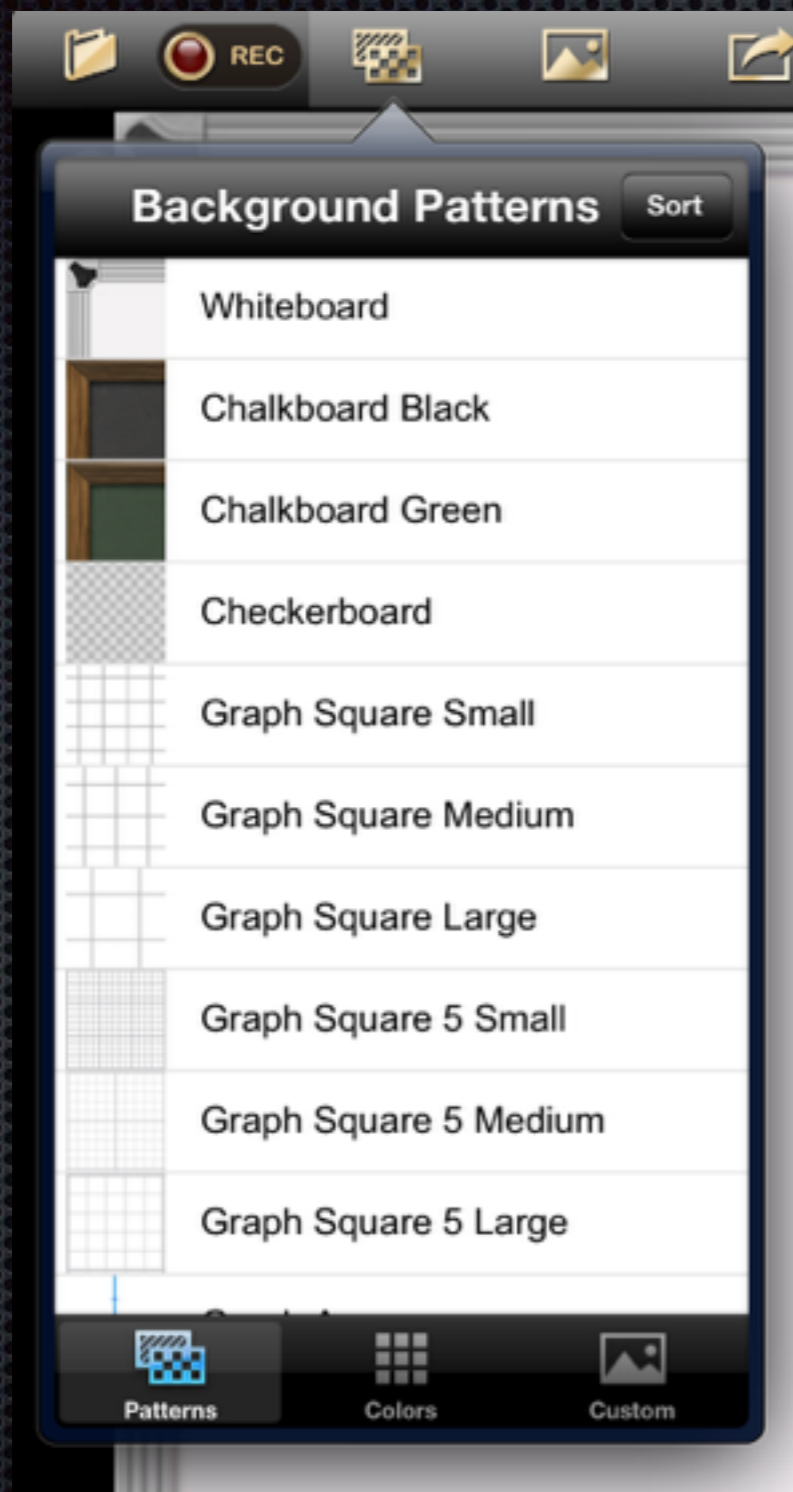 REC
Background Patterns
Sort
Whiteboard
Chalkboard Black
Chalkboard Green
Checkerboard
Graph Square Small
Graph Square Medium
Graph Square Large
Graph Square 5 Small
Graph Square 5 Medium
Graph Square 5 Large
Patterns
Colors
Custom